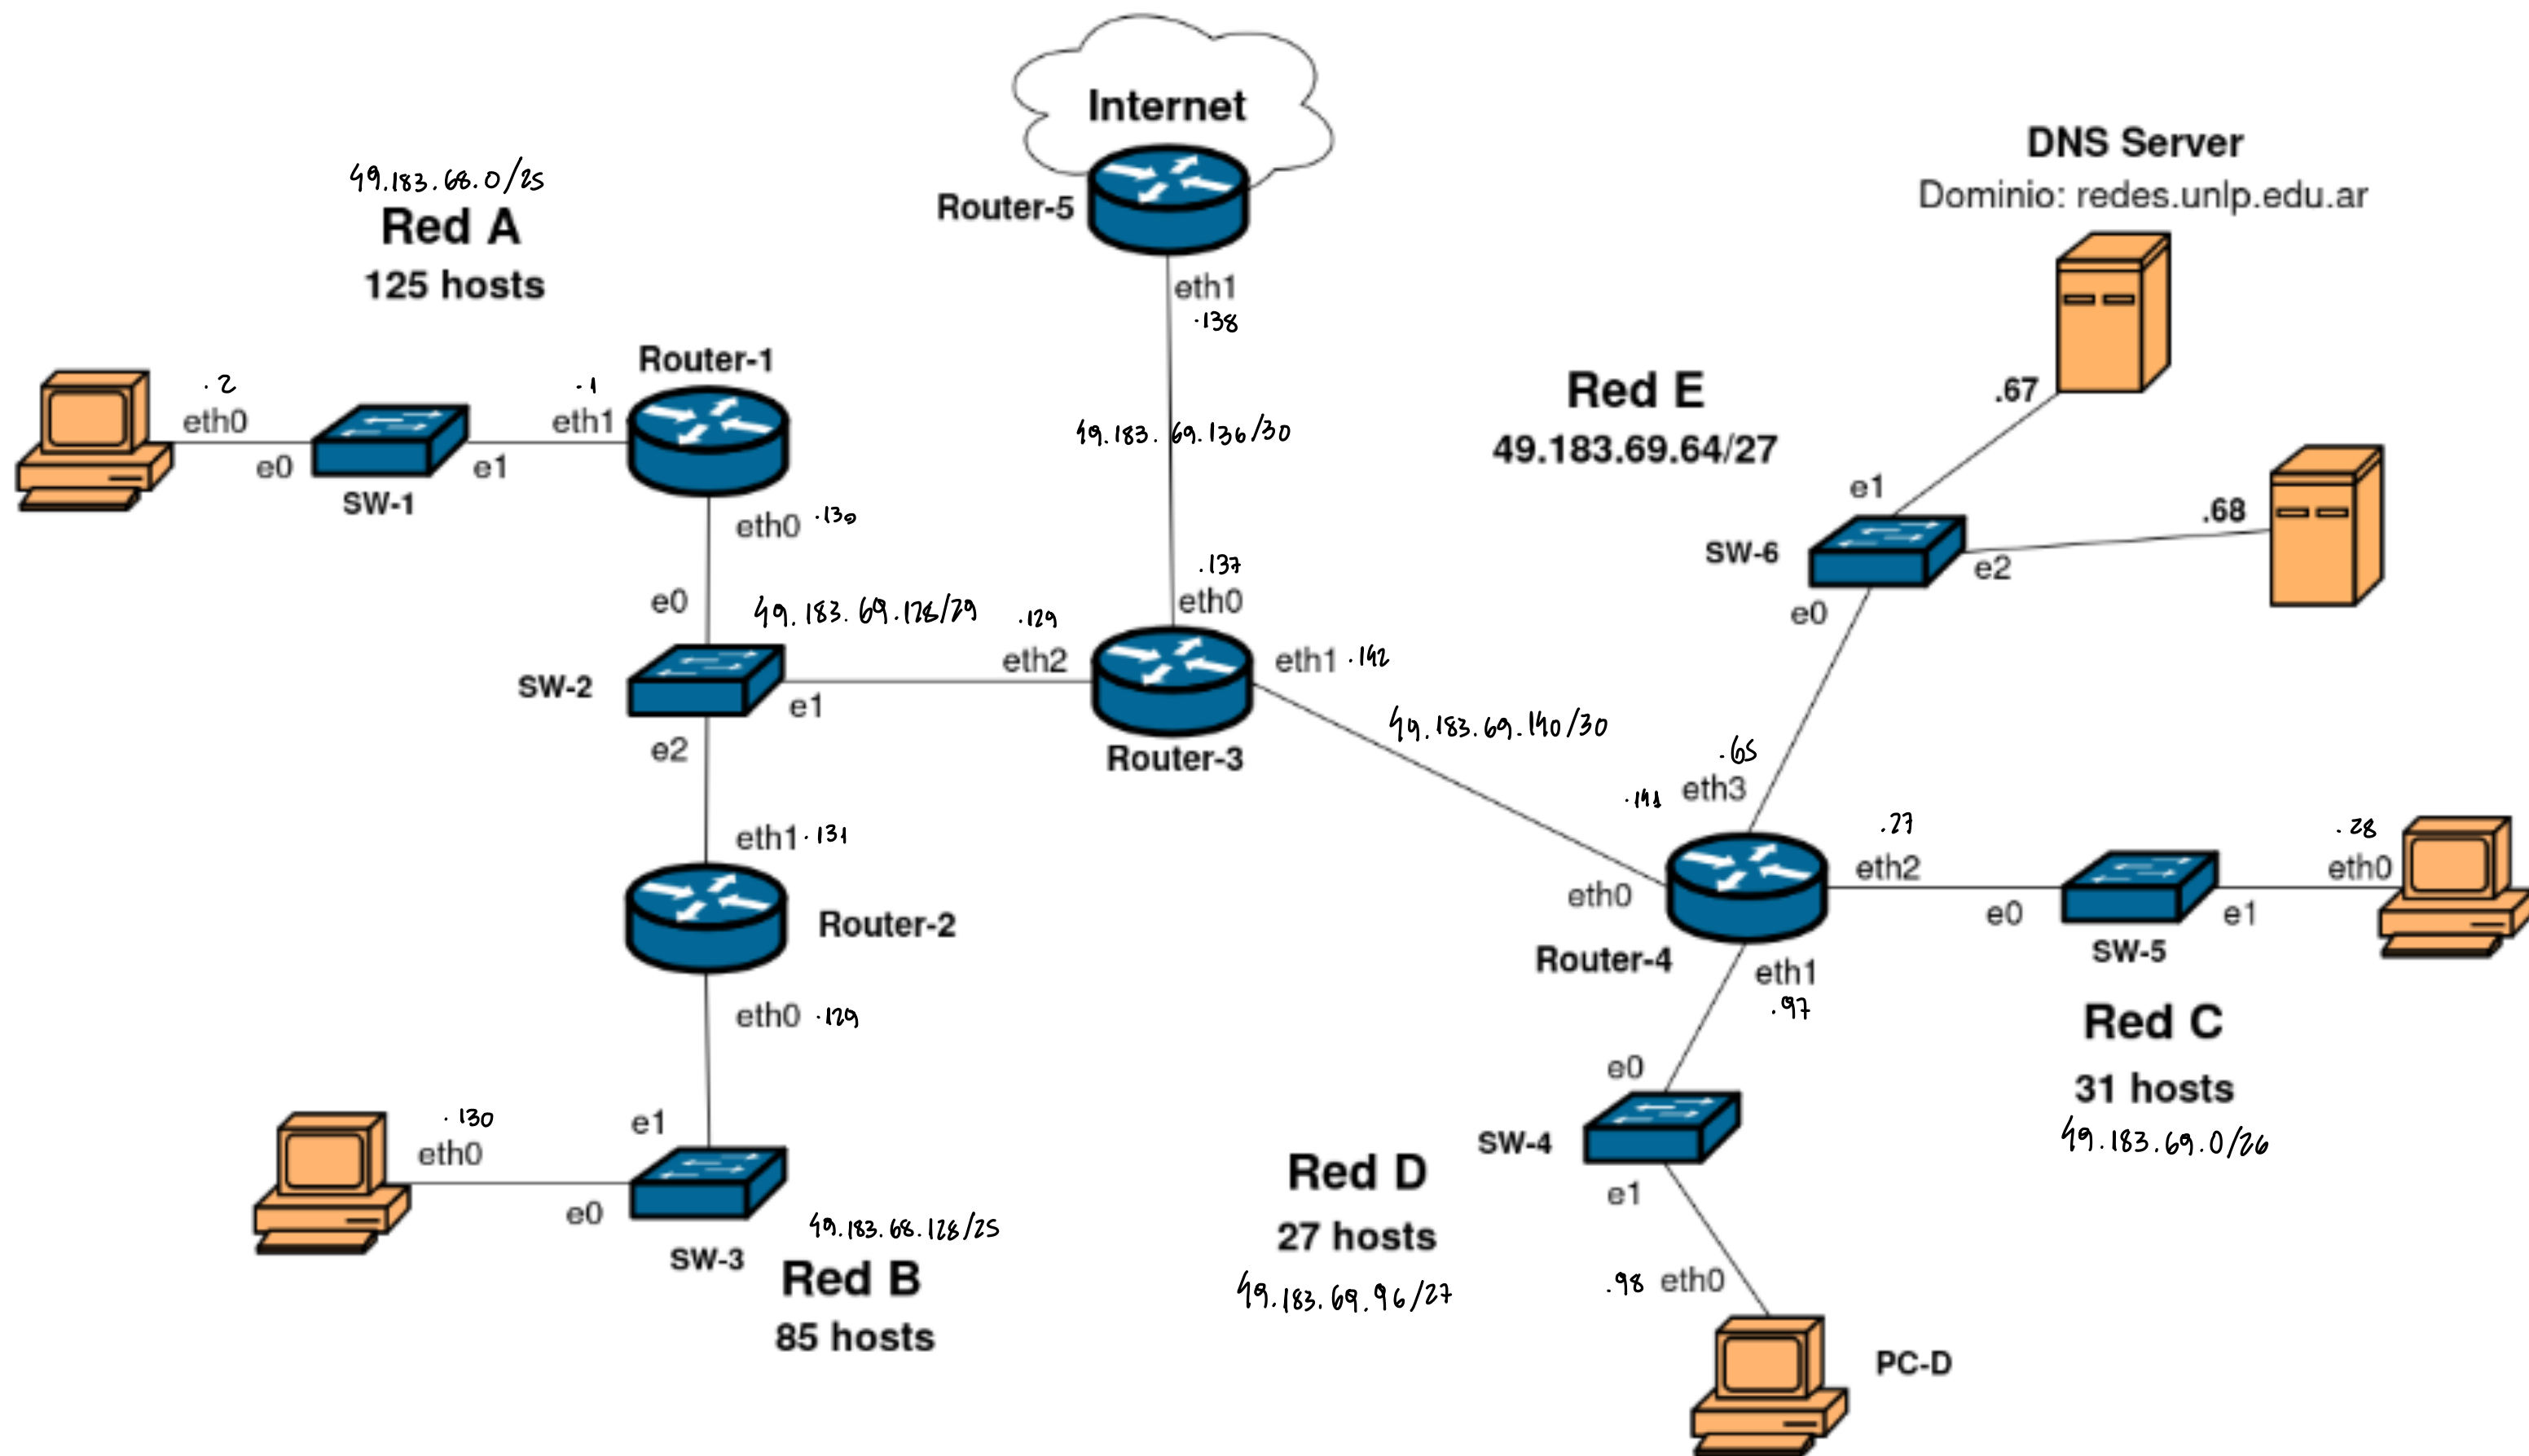 Internet
Router-5
eth1
.138
DNS Server
Dominio: redes.unlp.edu.ar
49.183.68.0/25
Red A
125 hosts
.2
eth0
e0
SW-1
e1
.1
eth1
Router-1
eth0 .130
49.183.69.136/30
Red E
49.183.69.64/27
.67
e1
.68
SW-6
e2
e0
e0
49.183.69.128/29
.129
eth2
.137
eth0
eth1 .142
SW-2
e1
e2
Router-3
49.183.69.140/30
.65
.141 eth3
eth0
Router-4
.27
eth2
e0
SW-5
e1
.28
eth0
eth1
.97
Red C
31 hosts
49.183.69.0/26
eth1 .131
Router-2
eth0 .129
.130
eth0
e0
e1
SW-3
49.183.68.128/25
Red B
85 hosts
e0
SW-4
e1
Red D
27 hosts
49.183.69.96/27
.98 eth0
PC-D